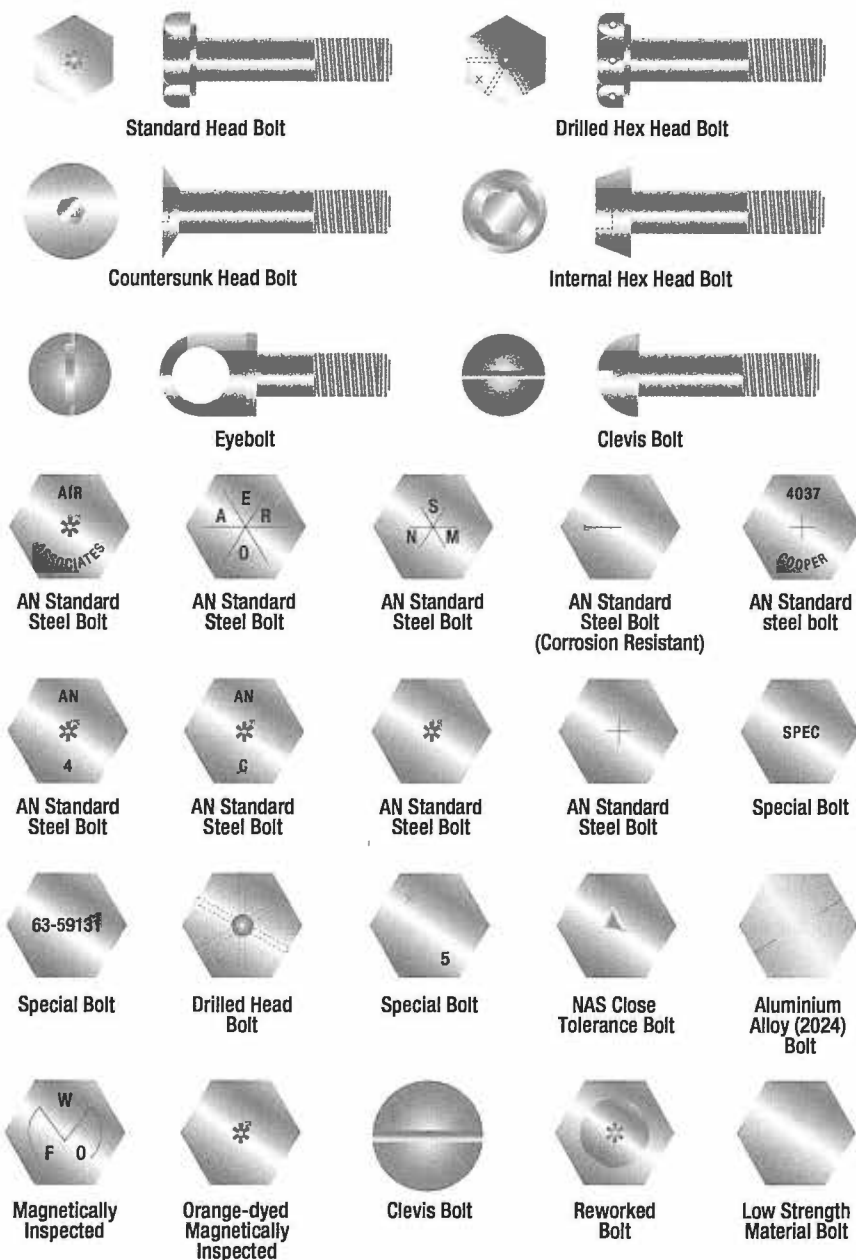 x
Standard Head Bolt
Drilled Hex Head Bolt
Countersunk Head Bolt
Internal Hex Head Bolt
Eyebolt
Clevis Bolt
AIR
ASSOCIATES
E
A R
O
S
N M
4037
COOPER
AN Standard
Steel Bolt
AN Standard
Steel Bolt
AN Standard
Steel Bolt
AN Standard
Steel Bolt
(Corrosion Resistant)
AN Standard
steel bolt
AN
4
AN
C
SPEC
AN Standard
Steel Bolt
AN Standard
Steel Bolt
AN Standard
Steel Bolt
AN Standard
Steel Bolt
Special Bolt
63-59131
5
Special Bolt
Drilled Head
Bolt
Special Bolt
NAS Close
Tolerance Bolt
Aluminium
Alloy (2024)
Bolt
W
F O
Magnetically
Inspected
Orange-dyed
Magnetically
Inspected
Clevis Bolt
Reworked
Bolt
Low Strength
Material Bolt